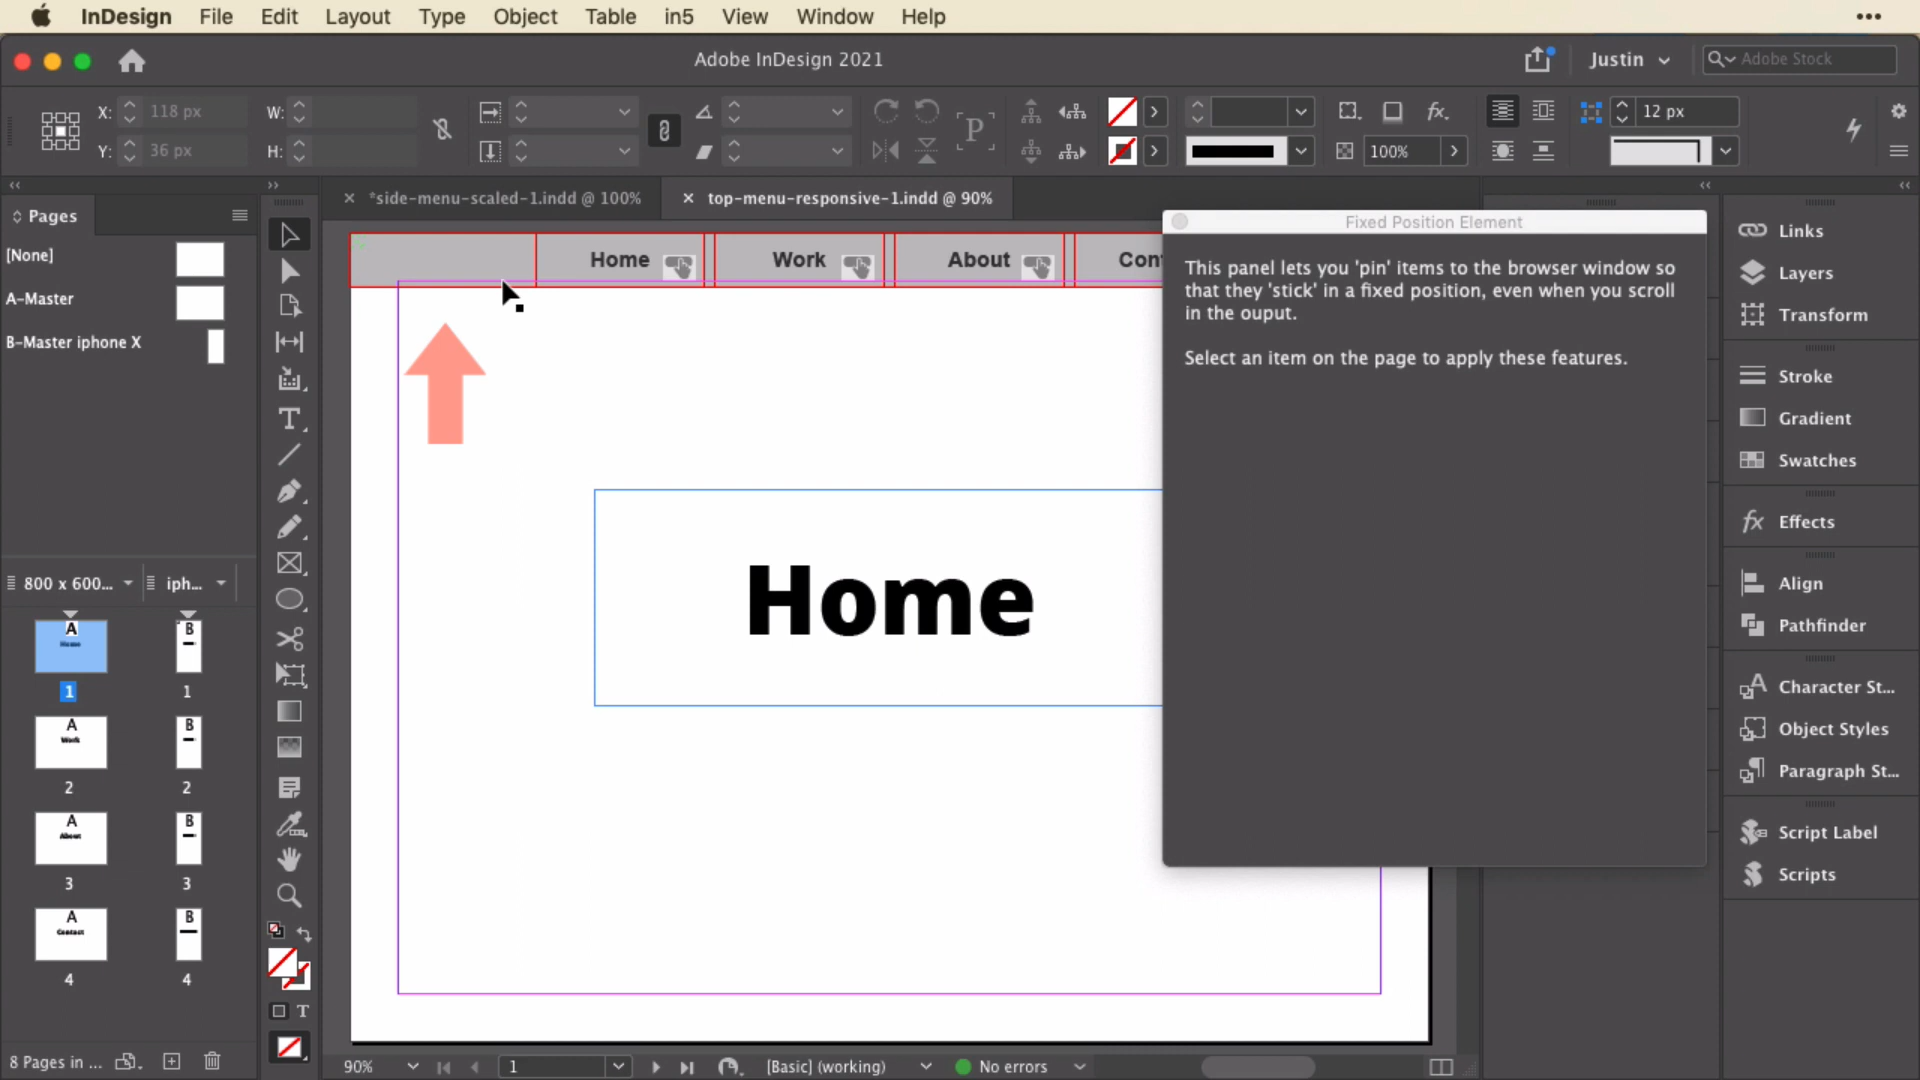 InDesign File Edit Layout Type Object Table in5 View Window Help
Adobe InDesign 2021
Justin
Adobe Stock
X: 118 px
W:
12 px
Y: 36 px
H:
100%
P
fx.
*side-menu-scaled-1.indd @ 100%
top-menu-responsive-1.indd @ 90%
Pages
[None]
A-Master
B-Master iphone X
800 x 600...
iph...
A
Home
B
1
1
A
Work
B
2
2
A
About
B
3
3
A
Contact
B
4
4
8 Pages in ...
T
T
Home
Work
About
Con
Home
Fixed Position Element
This panel lets you 'pin' items to the browser window so
that they 'stick' in a fixed position, even when you scroll
in the ouput.
Select an item on the page to apply these features.
Links
Layers
Transform
Stroke
Gradient
Swatches
fx Effects
Align
Pathfinder
Character St...
Object Styles
Paragraph St...
Script Label
Scripts
90%
1
[Basic] (working)
No errors